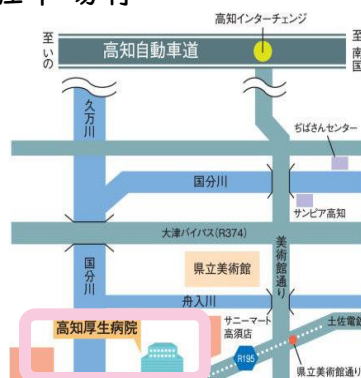 高知インターチェンジ
至いの
高知自動車道
至南国
久万川
ぢばさんセンター
国分川
サンピア高知
大津バイパス(R374)
美術館通り
国分川
県立美術館
舟入川
高知厚生病院
サニーマート
高須店
土佐電鉄
R195
県立美術館通り